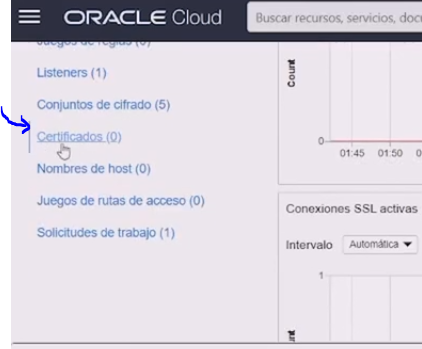 ORACLE Cloud
Buscar recursos, servicios, doc
Juegos de reglas (0)
Listeners (1)
Conjuntos de cifrado (5)
Certificados (0)
Nombres de host (0)
Juegos de rutas de acceso (0)
Solicitudes de trabajo (1)
Count
0
01:45 01:50 0
Conexiones SSL activas
Intervalo Automática
1
nt